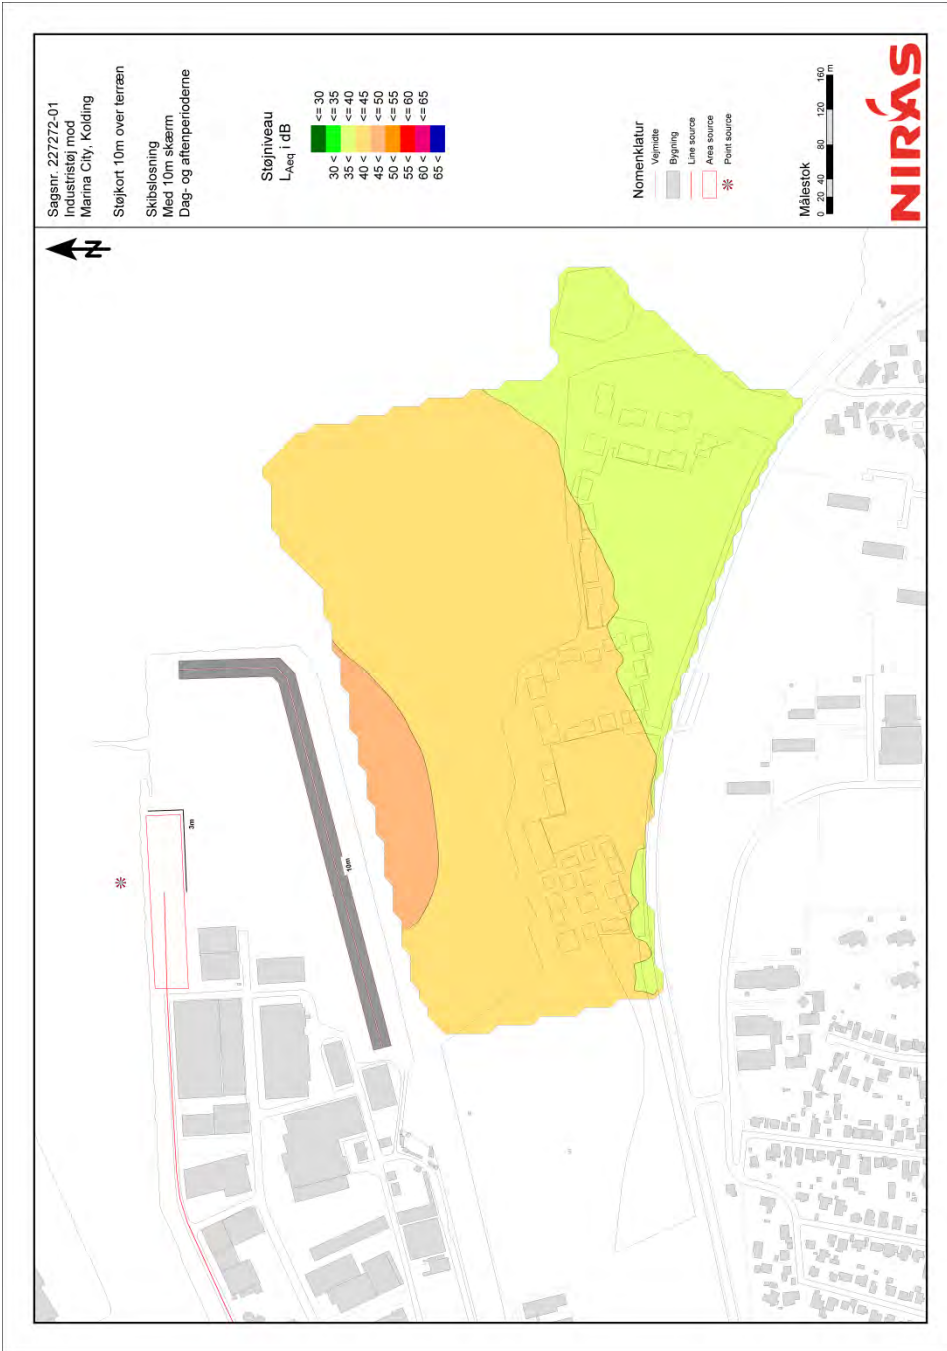 Sagsnr. 227272-01
Industristøj mod
Marina City, Kolding
Støjkort 10m over terræn
Skibslosning
Med 10m skærm
Dag- og aftenperioderne
Støjniveau
LAeq i dB
<= 30
30 < <= 35
35 < <= 40
40 < <= 45
45 < <= 50
50 < <= 55
55 < <= 60
60 < <= 65
65 <
Nomenklatur
Vejmidte
Bygning
Line source
Area source
Point source
Målestok
0 20 40 80 120 160
m
NIRAS
N
3m
10m